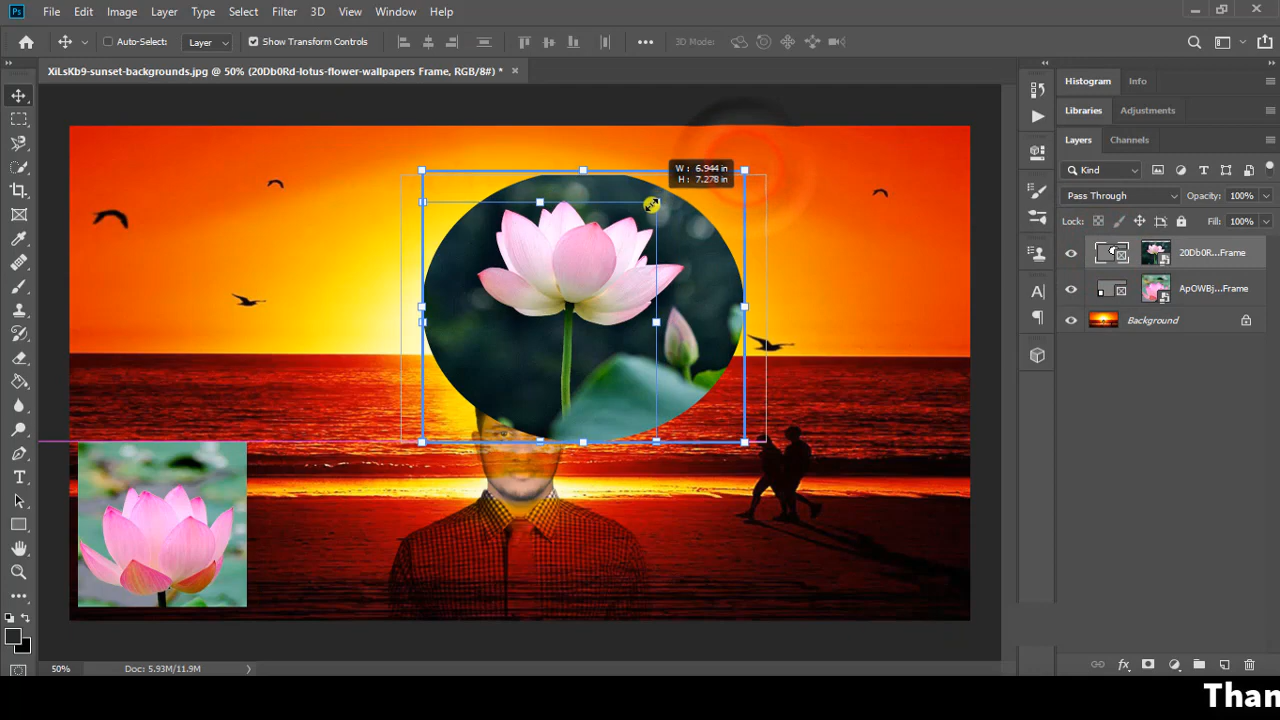 Ps File Edit Image Layer Type Select Filter 3D View Window Help
Auto-Select: Layer Show Transform Controls 3D Mode:
XiLsKb9-sunset-backgrounds.jpg @ 50% (20Db0Rd-lotus-flower-wallpapers Frame, RGB/8#) *
Histogram Info
Libraries Adjustments
Layers Channels
Kind
Pass Through Opacity: 100%
Lock: Fill: 100%
20Db0R...Frame
ApOWBj...Frame
Background
W : 6.944 in
H : 7.278 in
50% Doc: 5.93M/11.9M
Than